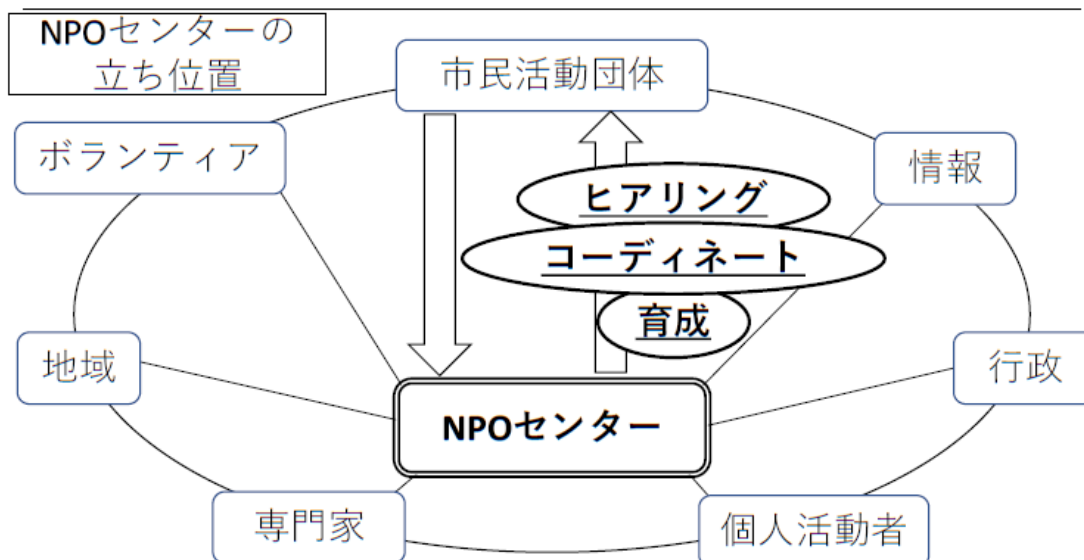 NPOセンターの
立ち位置
市民活動団体
ボランティア
情報
ヒアリング
コーディネート
育成
地域
行政
NPOセンター
専門家
個人活動者